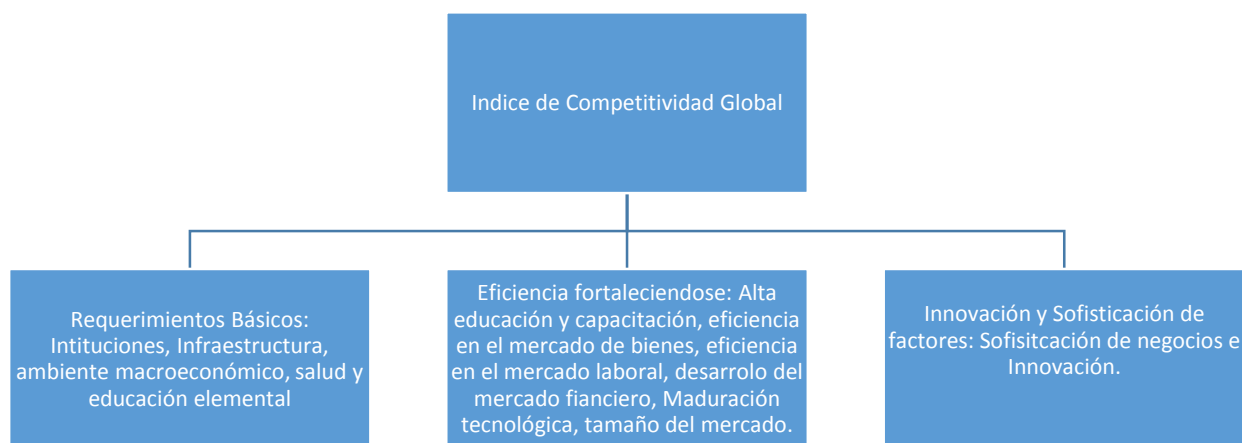 Indice de Competitividad Global
Requerimientos Básicos:
Intituciones, Infraestructura,
ambiente macroeconómico, salud y
educación elemental
Eficiencia fortaleciendose: Alta
educación y capacitación, eficiencia
en el mercado de bienes, eficiencia
en el mercado laboral, desarrolo del
mercado fianciero, Maduración
tecnológica, tamaño del mercado.
Innovación y Sofisticación de
factores: Sofisitcación de negocios e
Innovación.